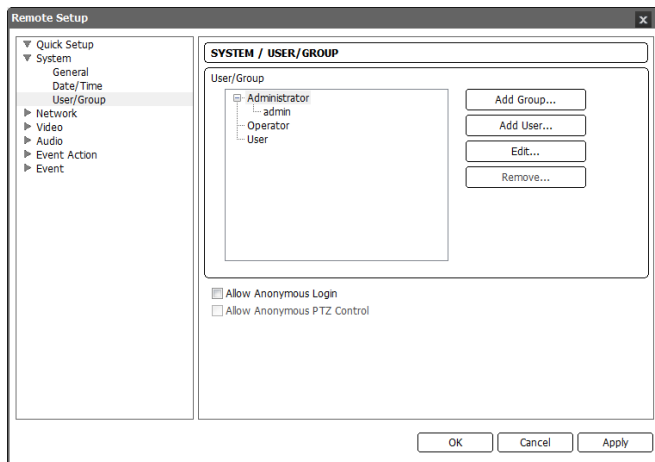 Remote Setup
x
Quick Setup
System
General
Date/Time
User/Group
Network
Video
Audio
Event Action
Event
SYSTEM / USER/GROUP
User/Group
Administrator
admin
Operator
User
Add Group...
Add User...
Edit...
Remove...
Allow Anonymous Login
Allow Anonymous PTZ Control
OK
Cancel
Apply